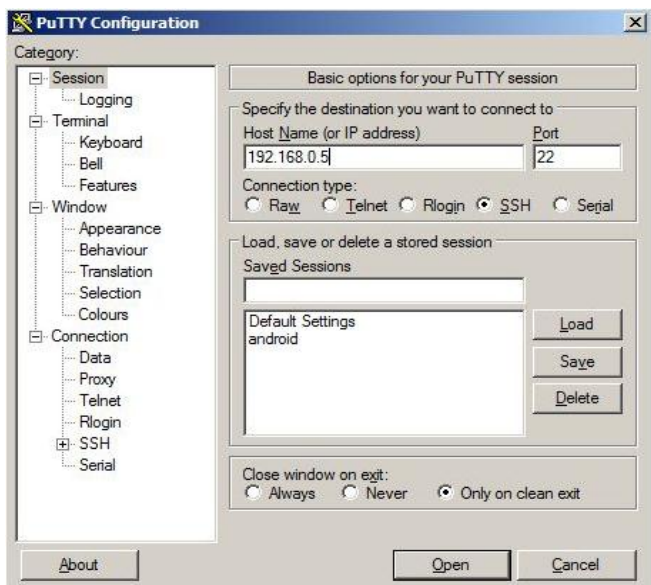 PuTTY Configuration
Category:
Session
Logging
Terminal
Keyboard
Bell
Features
Window
Appearance
Behaviour
Translation
Selection
Colours
Connection
Data
Proxy
Telnet
Rlogin
SSH
Serial
Basic options for your PuTTY session
Specify the destination you want to connect to
Host Name (or IP address) Port
192.168.0.5 22
Connection type:
Raw Telnet Rlogin SSH Serial
Load, save or delete a stored session
Saved Sessions
Default Settings
android
Load
Save
Delete
Close window on exit:
Always Never Only on clean exit
About Open Cancel